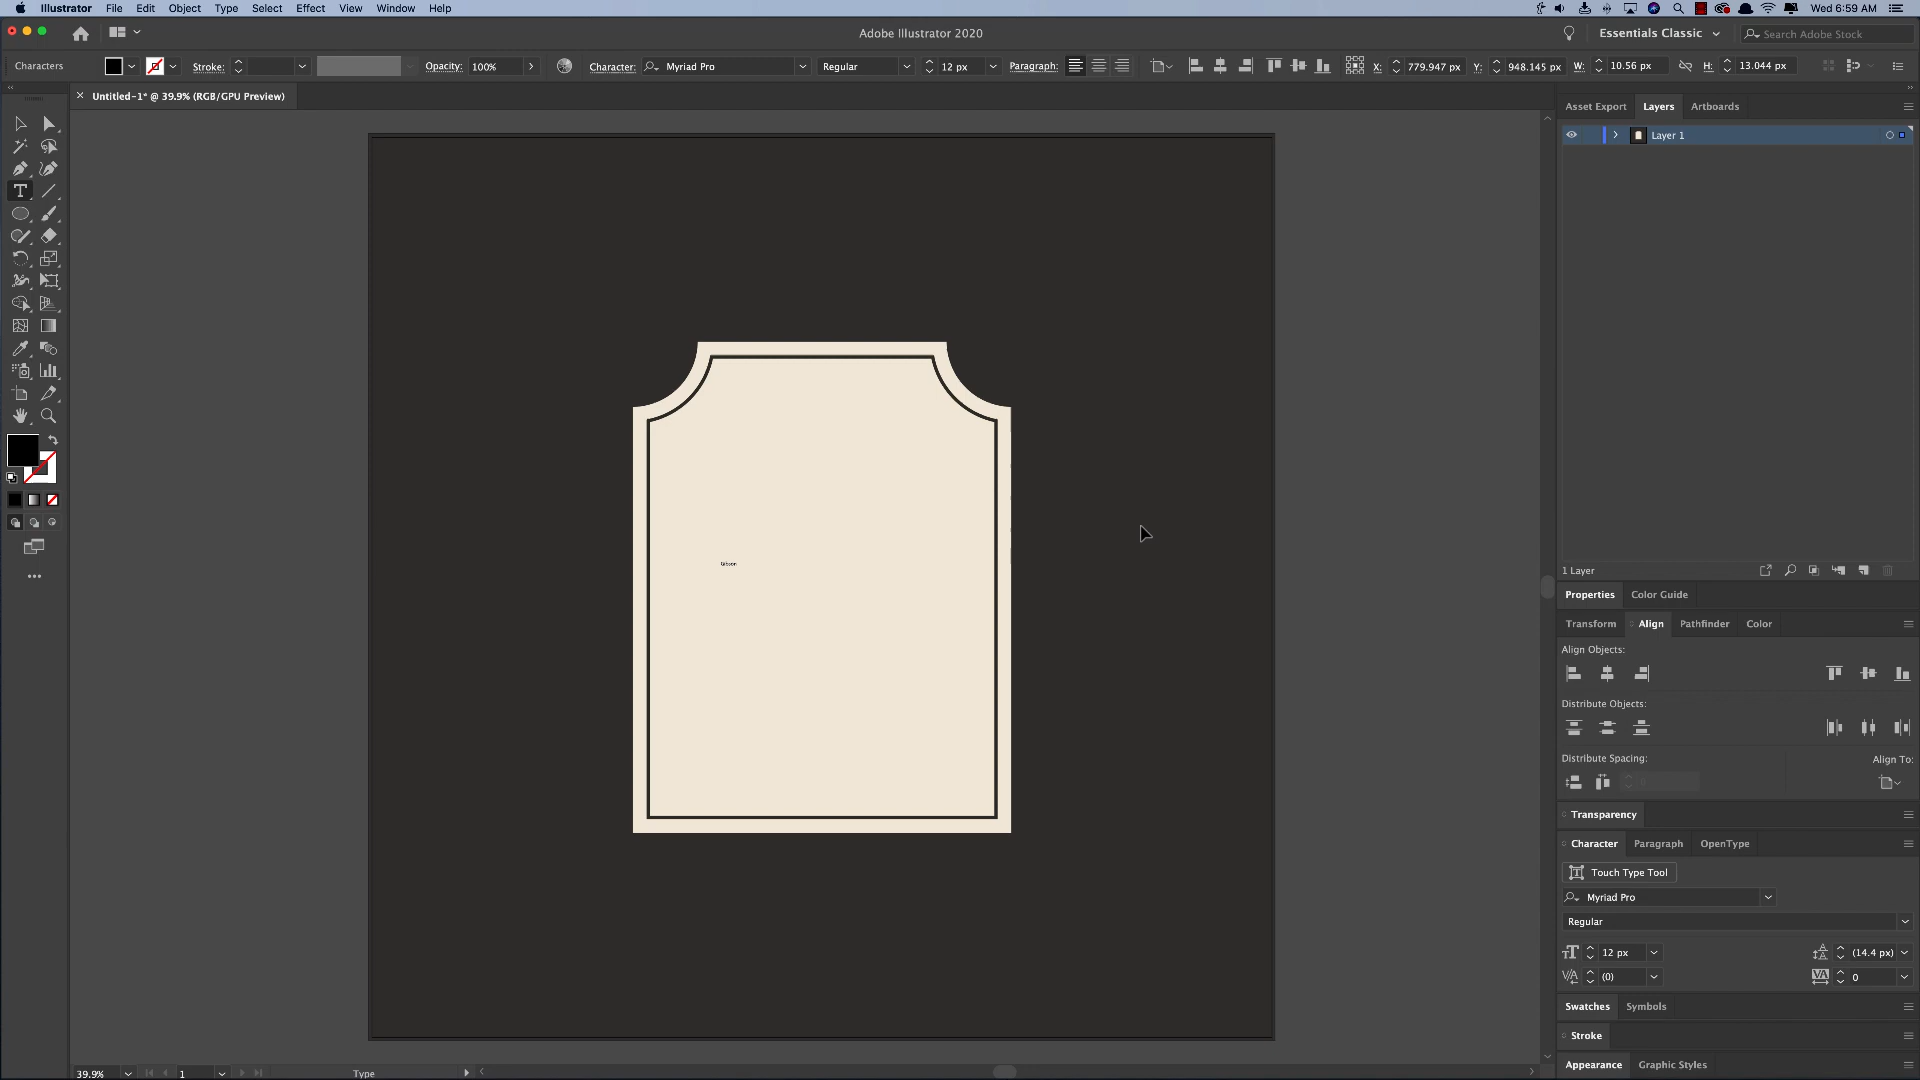 Illustrator File Edit Object Type Select Effect View Window Help Wed 6:59 AM
Adobe Illustrator 2020 Essentials Classic Search Adobe Stock
Characters Stroke: Opacity: 100% Character: Myriad Pro Regular 12 px Paragraph: X: 779.947 px Y: 948.145 px W: 10.56 px H: 13.044 px
× Untitled-1* @ 39.9% (RGB/GPU Preview)
Asset Export Layers Artboards
Layer 1
Gibson
1 Layer
Properties Color Guide
Transform Align Pathfinder Color
Align Objects:
Distribute Objects:
Distribute Spacing: Align To:
0
Transparency
Character Paragraph OpenType
Touch Type Tool
Myriad Pro
Regular
12 px (14.4 px)
(0) 0
Swatches Symbols
Stroke
Appearance Graphic Styles
39.9% 1 Type